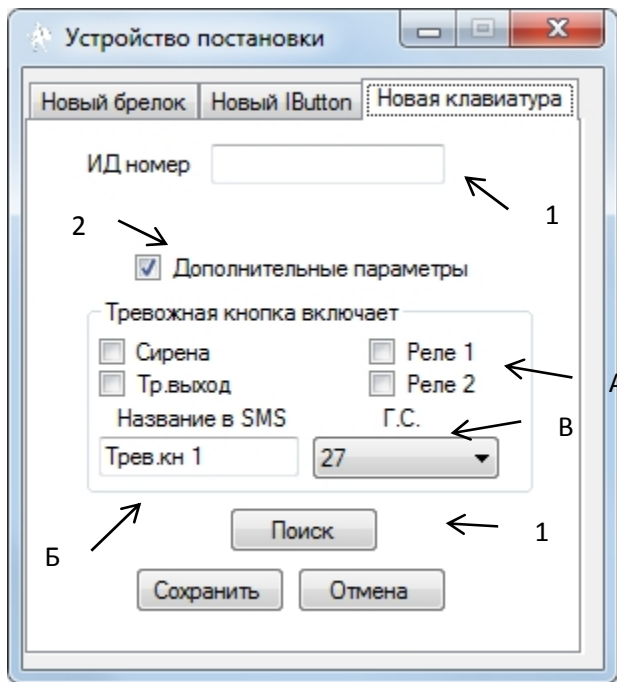 Устройство постановки
Новый брелок Новый IButton Новая клавиатура
ИД номер
1
2
Дополнительные параметры
Тревожная кнопка включает
Сирена Реле 1
А
Тр.выход Реле 2
Название в SMS Г.С.
В
Трев.кн 1 27
Б
Поиск
1
Сохранить Отмена